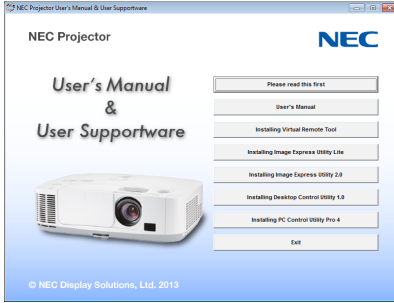 NEC Projector User's Manual & User Supportware
NEC Projector
NEC
User's Manual
&
User Supportware
Please read this first
User's Manual
Installing Virtual Remote Tool
Installing Image Express Utility Lite
Installing Image Express Utility 2.0
Installing Desktop Control Utility 1.0
Installing PC Control Utility Pro 4
Exit
© NEC Display Solutions, Ltd. 2013